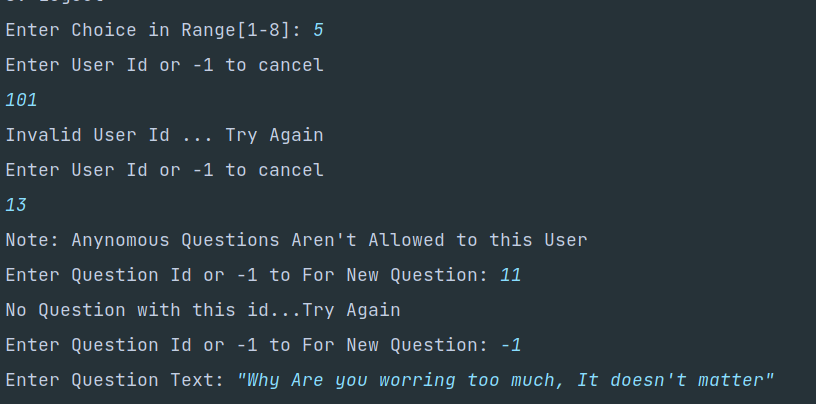 Enter Choice in Range[1-8]: 5
Enter User Id or -1 to cancel
101
Invalid User Id ... Try Again
Enter User Id or -1 to cancel
13
Note: Anynomous Questions Aren't Allowed to this User
Enter Question Id or -1 to For New Question: 11
No Question with this id...Try Again
Enter Question Id or -1 to For New Question: -1
Enter Question Text: "Why Are you worring too much, It doesn't matter"